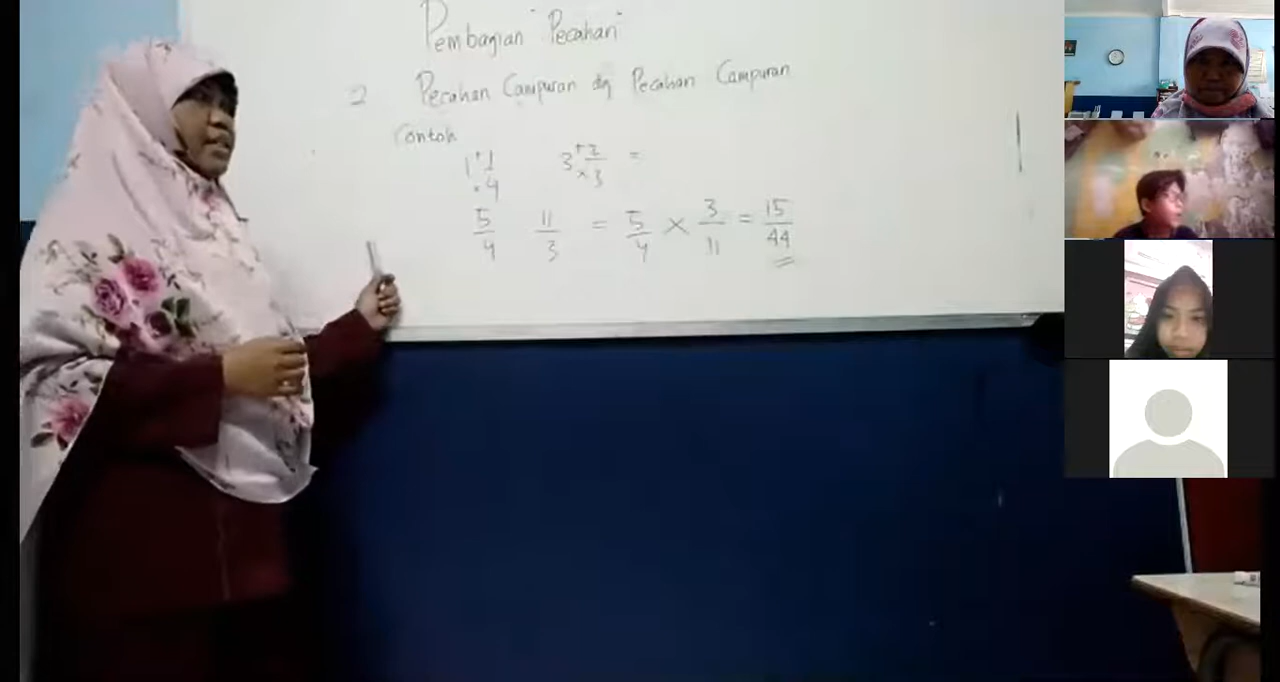 Pembagian "Pecahan"
2 Pecahan Campuran dg Pecahan Campuran
Contoh
1 + 1/4 × 3 + 2/3 × =
5/4 11/3 = 5/4 × 3/11 = 15/44